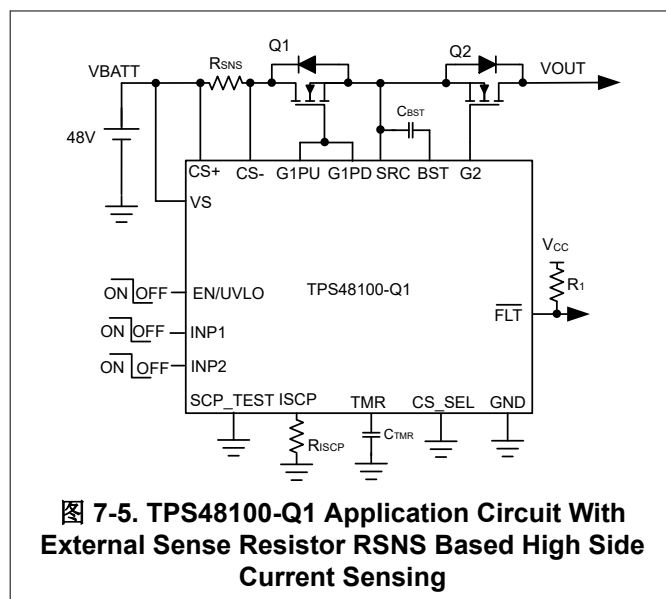 Q1
Q2
VBATT
RSNS
VOUT
CBST
48V
CS+
CS-
G1PU
G1PD
SRC
BST
G2
VS
VCC
R1
ON OFF
EN/UVLO
TPS48100-Q1
FLT
ON OFF
INP1
ON OFF
INP2
SCP_TEST
ISCP
TMR
CS_SEL
GND
RISCP
CTMR
图 7-5. TPS48100-Q1 Application Circuit With
External Sense Resistor RSNS Based High Side
Current Sensing